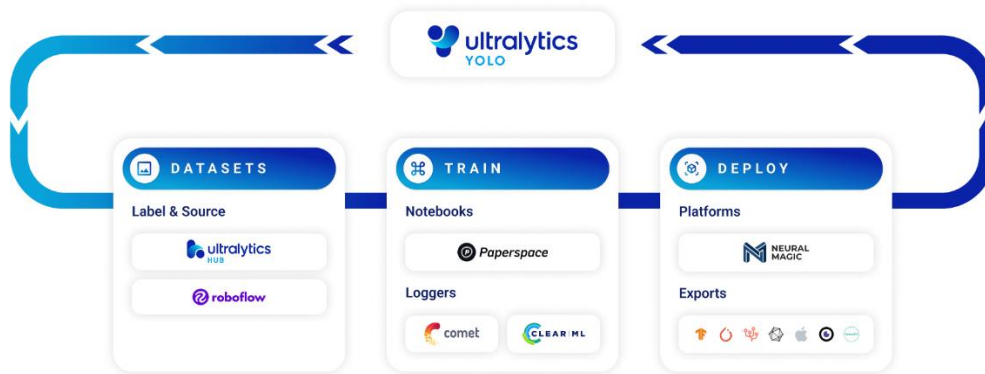 ultralytics
YOLO
DATASETS
Label & Source
ultralytics
HUB
roboflow
TRAIN
Notebooks
Paperspace
Loggers
comet
CLEAR|ML
DEPLOY
Platforms
NEURAL
MAGIC
Exports